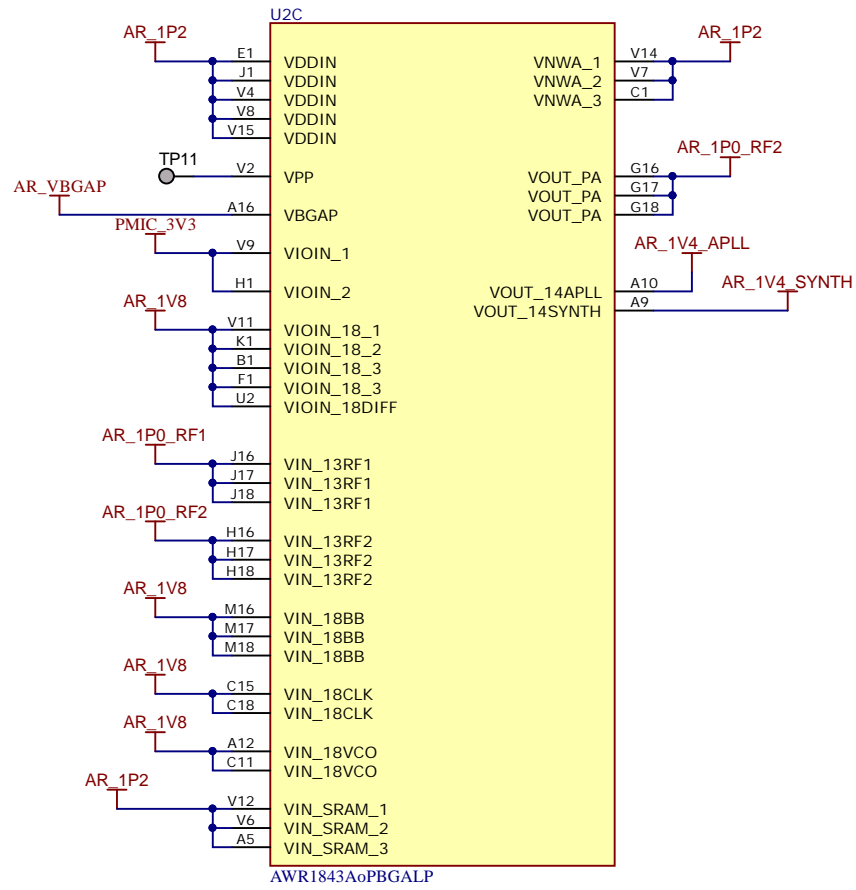 U2C
AR_1P2
E1 VDDIN
J1 VDDIN
V4 VDDIN
V8 VDDIN
V15 VDDIN
TP11
V2 VPP
AR_VBGAP
A16 VBGAP
PMIC_3V3
V9 VIOIN_1
H1 VIOIN_2
AR_1V8
V11 VIOIN_18_1
K1 VIOIN_18_2
B1 VIOIN_18_3
F1 VIOIN_18_3
U2 VIOIN_18DIFF
AR_1P0_RF1
J16 VIN_13RF1
J17 VIN_13RF1
J18 VIN_13RF1
AR_1P0_RF2
H16 VIN_13RF2
H17 VIN_13RF2
H18 VIN_13RF2
AR_1V8
M16 VIN_18BB
M17 VIN_18BB
M18 VIN_18BB
AR_1V8
C15 VIN_18CLK
C18 VIN_18CLK
AR_1V8
A12 VIN_18VCO
C11 VIN_18VCO
AR_1P2
V12 VIN_SRAM_1
V6 VIN_SRAM_2
A5 VIN_SRAM_3
AR_1P2
VNWA_1 V14
VNWA_2 V7
VNWA_3 C1
AR_1P0_RF2
VOUT_PA G16
VOUT_PA G17
VOUT_PA G18
AR_1V4_APLL
VOUT_14APLL A10
AR_1V4_SYNTH
VOUT_14SYNTH A9
AWR1843AoPBGALP